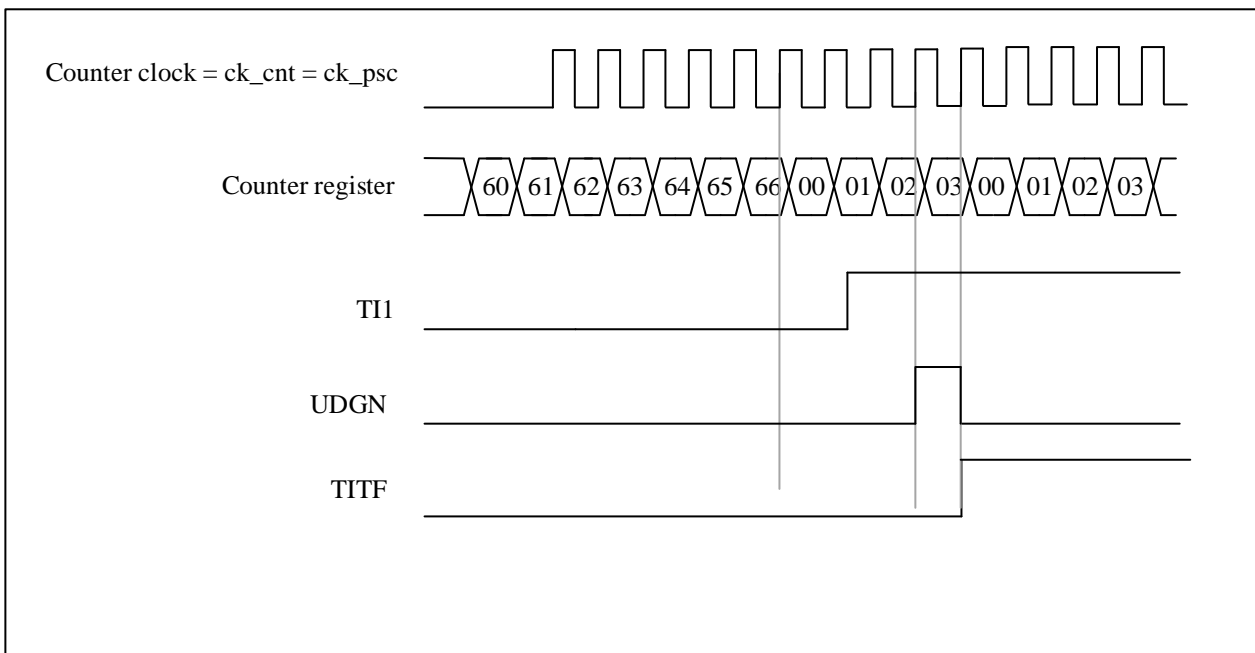 Counter clock = ck_cnt = ck_psc
Counter register
60 61 62 63 64 65 66 00 01 02 03 00 01 02 03
TI1
UDGN
TITF